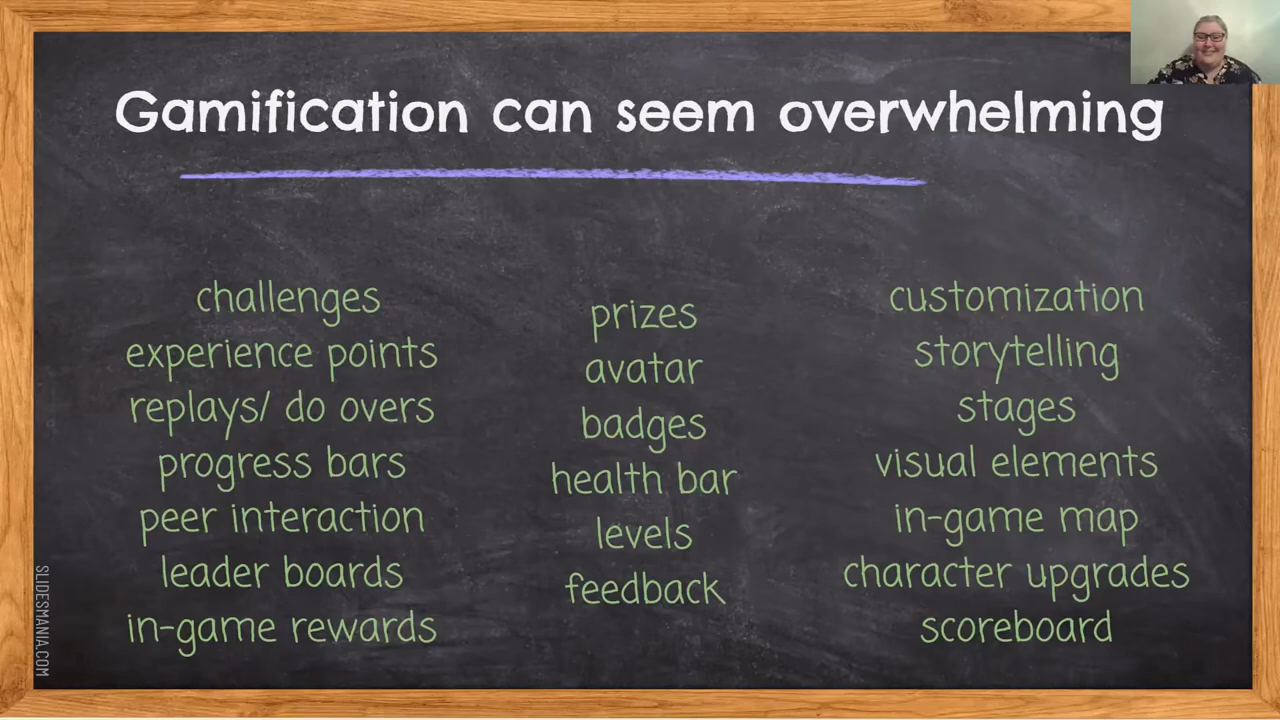 Gamification can seem overwhelming
challenges
experience points
replays/ do overs
progress bars
peer interaction
leader boards
in-game rewards
prizes
avatar
badges
health bar
levels
feedback
customization
storytelling
stages
visual elements
in-game map
character upgrades
scoreboard
SLIDESMANIA.COM